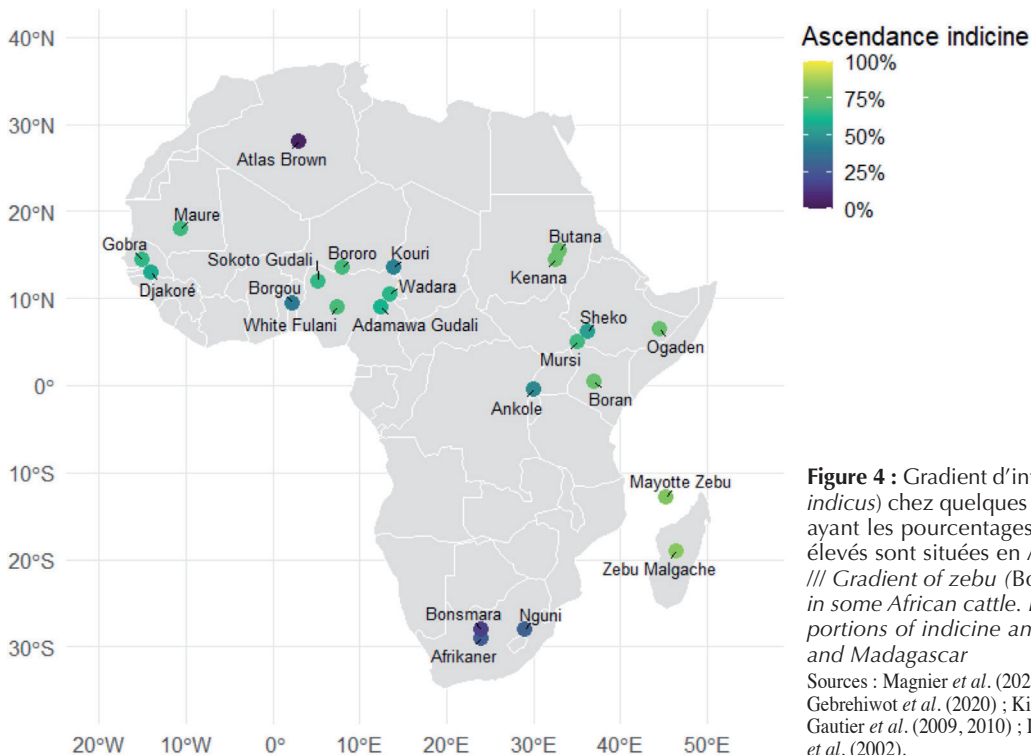 40°N
30°N
20°N
10°N
0°
10°S
20°S
30°S
20°W
10°W
0°
10°E
20°E
30°E
40°E
50°E
Atlas Brown
Maure
Gobra
Djakoré
Sokoto Gudali
Bororo
Kouri
Borgou
Wadara
White Fulani
Adamawa Gudali
Butana
Kenana
Sheko
Mursi
Ogaden
Boran
Ankole
Mayotte Zebu
Zebu Malgache
Bonsmara
Nguni
Afrikaner
Ascendance indicine
100%
75%
50%
25%
0%
Figure 4 : Gradient d'in
indicus) chez quelques
ayant les pourcentages
élevés sont situées en
/// Gradient of zebu (Bo
in some African cattle.
portions of indicine an
and Madagascar
Sources : Magnier et al. (202
Gebrehiwot et al. (2020) ; Ki
Gautier et al. (2009, 2010) ;
et al. (2002).